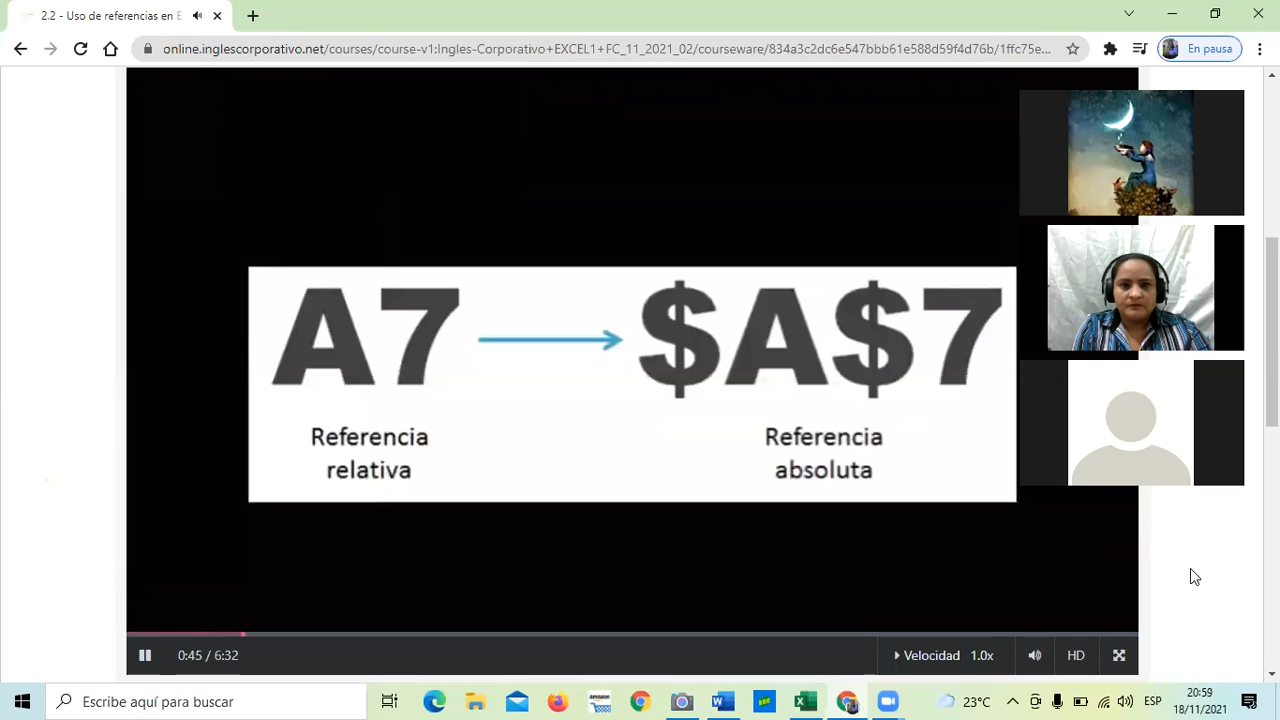 2.2 - Uso de referencias en E
online.inglescorporativo.net/courses/course-v1:Ingles-Corporativo+EXCEL1+FC_11_2021_02/courseware/834a3c2dc6e547bbb61e588d59f4d76b/1ffc75e...
En pausa
A7 → $A$7
Referencia relativa
Referencia absoluta
0:45 / 6:32
Velocidad 1.0x
HD
Escribe aquí para buscar
amazon
23°C
ESP
20:59
18/11/2021